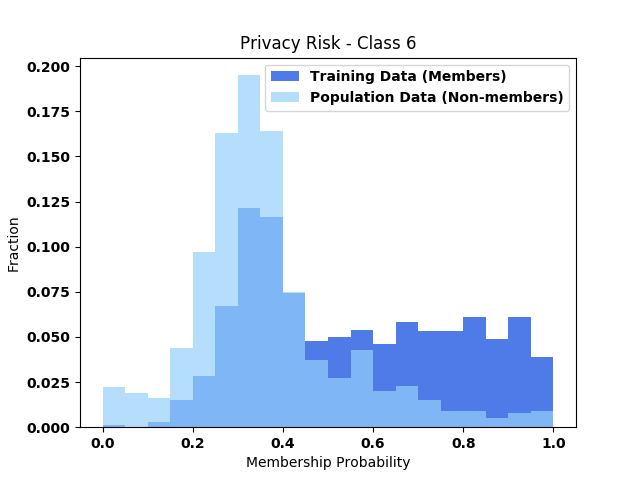 Privacy Risk - Class 6
Training Data (Members)
Population Data (Non-members)
0.200
0.175
0.150
0.125
0.100
0.075
0.050
0.025
0.000
Fraction
0.0 0.2 0.4 0.6 0.8 1.0
Membership Probability